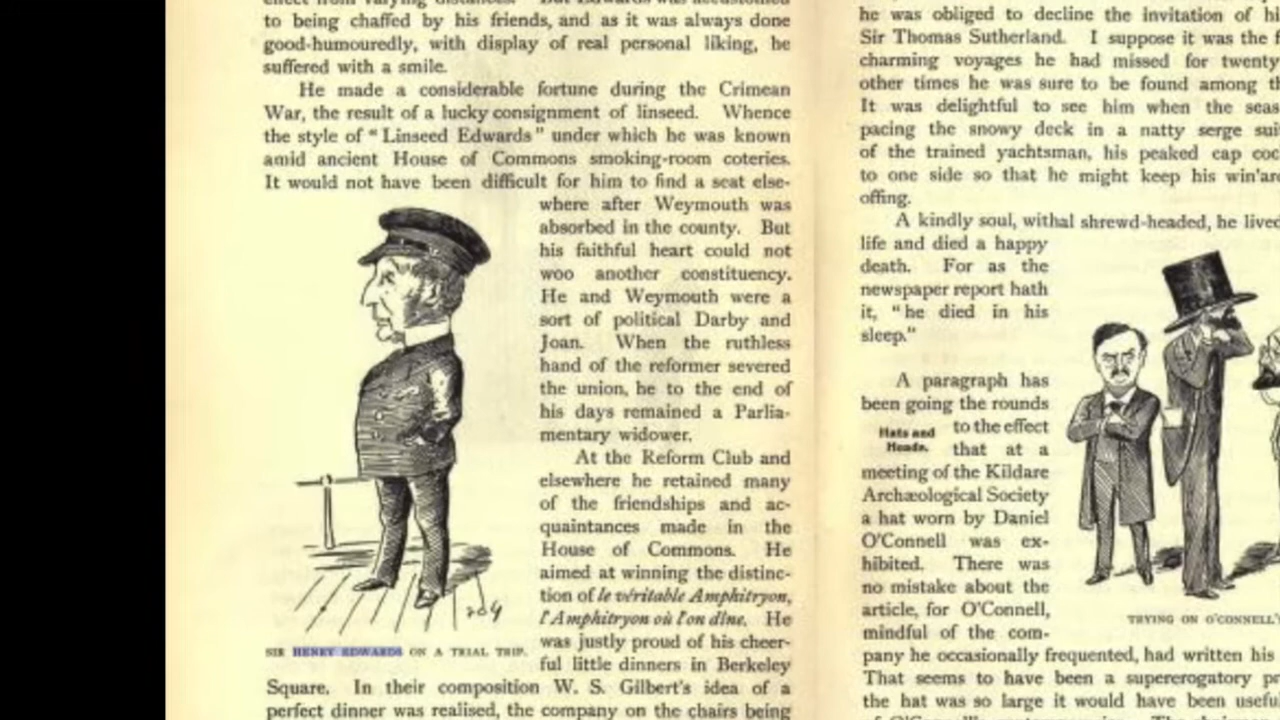 to being chaffed by his friends, and as it was always done
good-humouredly, with display of real personal liking, he
suffered with a smile.
He made a considerable fortune during the Crimean
War, the result of a lucky consignment of linseed. Whence
the style of "Linseed Edwards" under which he was known
amid ancient House of Commons smoking-room coteries.
It would not have been difficult for him to find a seat else-
where after Weymouth was
absorbed in the county. But
his faithful heart could not
woo another constituency.
He and Weymouth were a
sort of political Darby and
Joan. When the ruthless
hand of the reformer severed
the union, he to the end of
his days remained a Parlia-
mentary widower.
At the Reform Club and
elsewhere he retained many
of the friendships and ac-
quaintances made in the
House of Commons. He
aimed at winning the distinc-
tion of le véritable Amphitryon,
l'Amphitryon où l'on dîne. He
was justly proud of his cheer-
ful little dinners in Berkeley
Square. In their composition W. S. Gilbert's idea of a
perfect dinner was realised, the company on the chairs being
SIR HENRY EDWARDS ON A TRIAL TRIP.
he was obliged to decline the invitation of
Sir Thomas Sutherland. I suppose it was the
charming voyages he had missed for twenty
other times he was sure to be found among
It was delightful to see him when the
pacing the snowy deck in a natty serge
of the trained yachtsman, his peaked cap
to one side so that he might keep his
offing.
A kindly soul, withal shrewd-headed, he lived
life and died a happy
death. For as the
newspaper report hath
it, "he died in his
sleep."
A paragraph has
been going the rounds
Hats and
Heads.
to the effect
that at a
meeting of the Kildare
Archæological Society
a hat worn by Daniel
O'Connell was ex-
hibited. There was
no mistake about the
article, for O'Connell,
mindful of the com-
pany he occasionally frequented, had written his
That seems to have been a supererogatory
the hat was so large it would have been
TRYING ON O'CONNELL'S